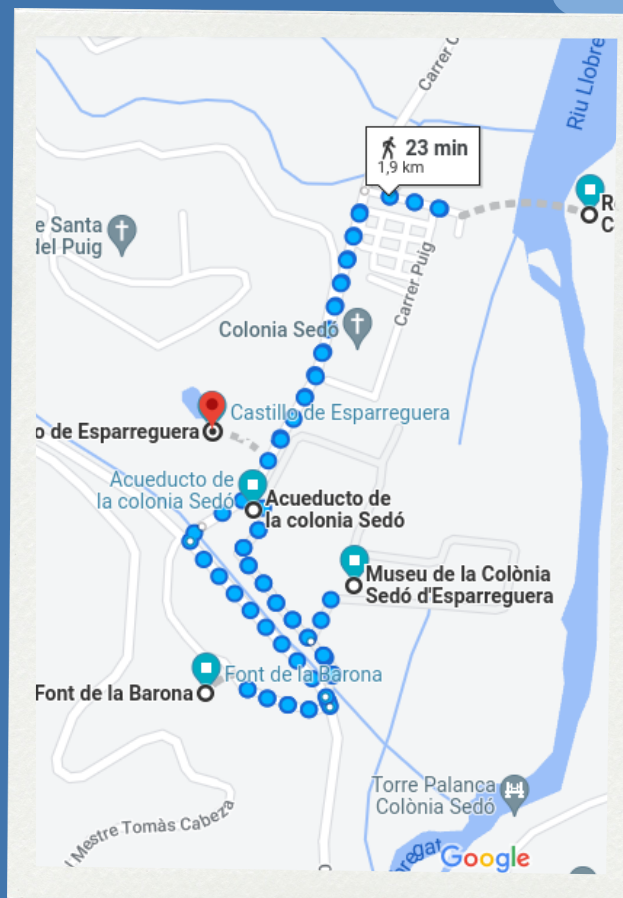 Carrer C
Riu Llobre
23 min
1,9 km
R
C
e Santa
del Puig
Carrer Puig
Colonia Sedó
Castillo de Esparreguera
o de Esparreguera
Acueducto de
la colonia Sedó
Acueducto de
la colonia Sedó
Museu de la Colònia
Sedó d'Esparreguera
Font de la Barona
Font de la Barona
Torre Palanca
Colònia Sedó
l Mestre Tomàs Cabeza
bregat
Google